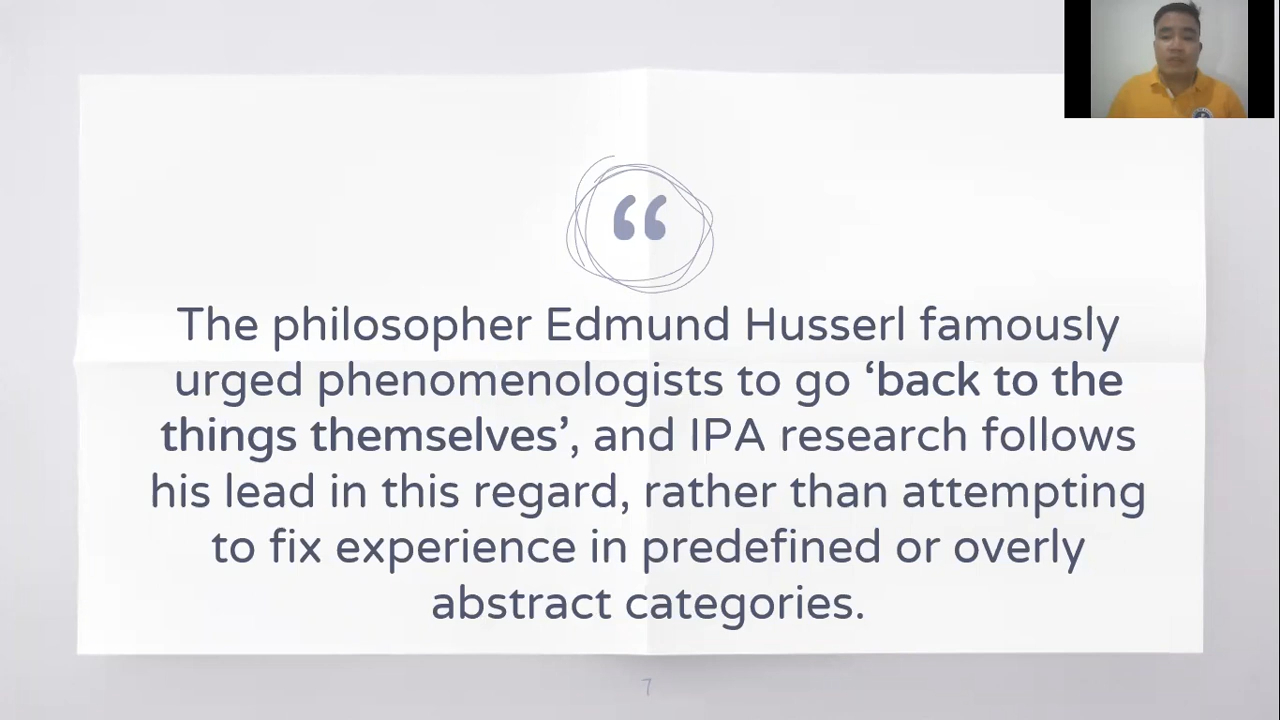 “
The philosopher Edmund Husserl famously
urged phenomenologists to go ‘back to the
things themselves’, and IPA research follows
his lead in this regard, rather than attempting
to fix experience in predefined or overly
abstract categories.
7